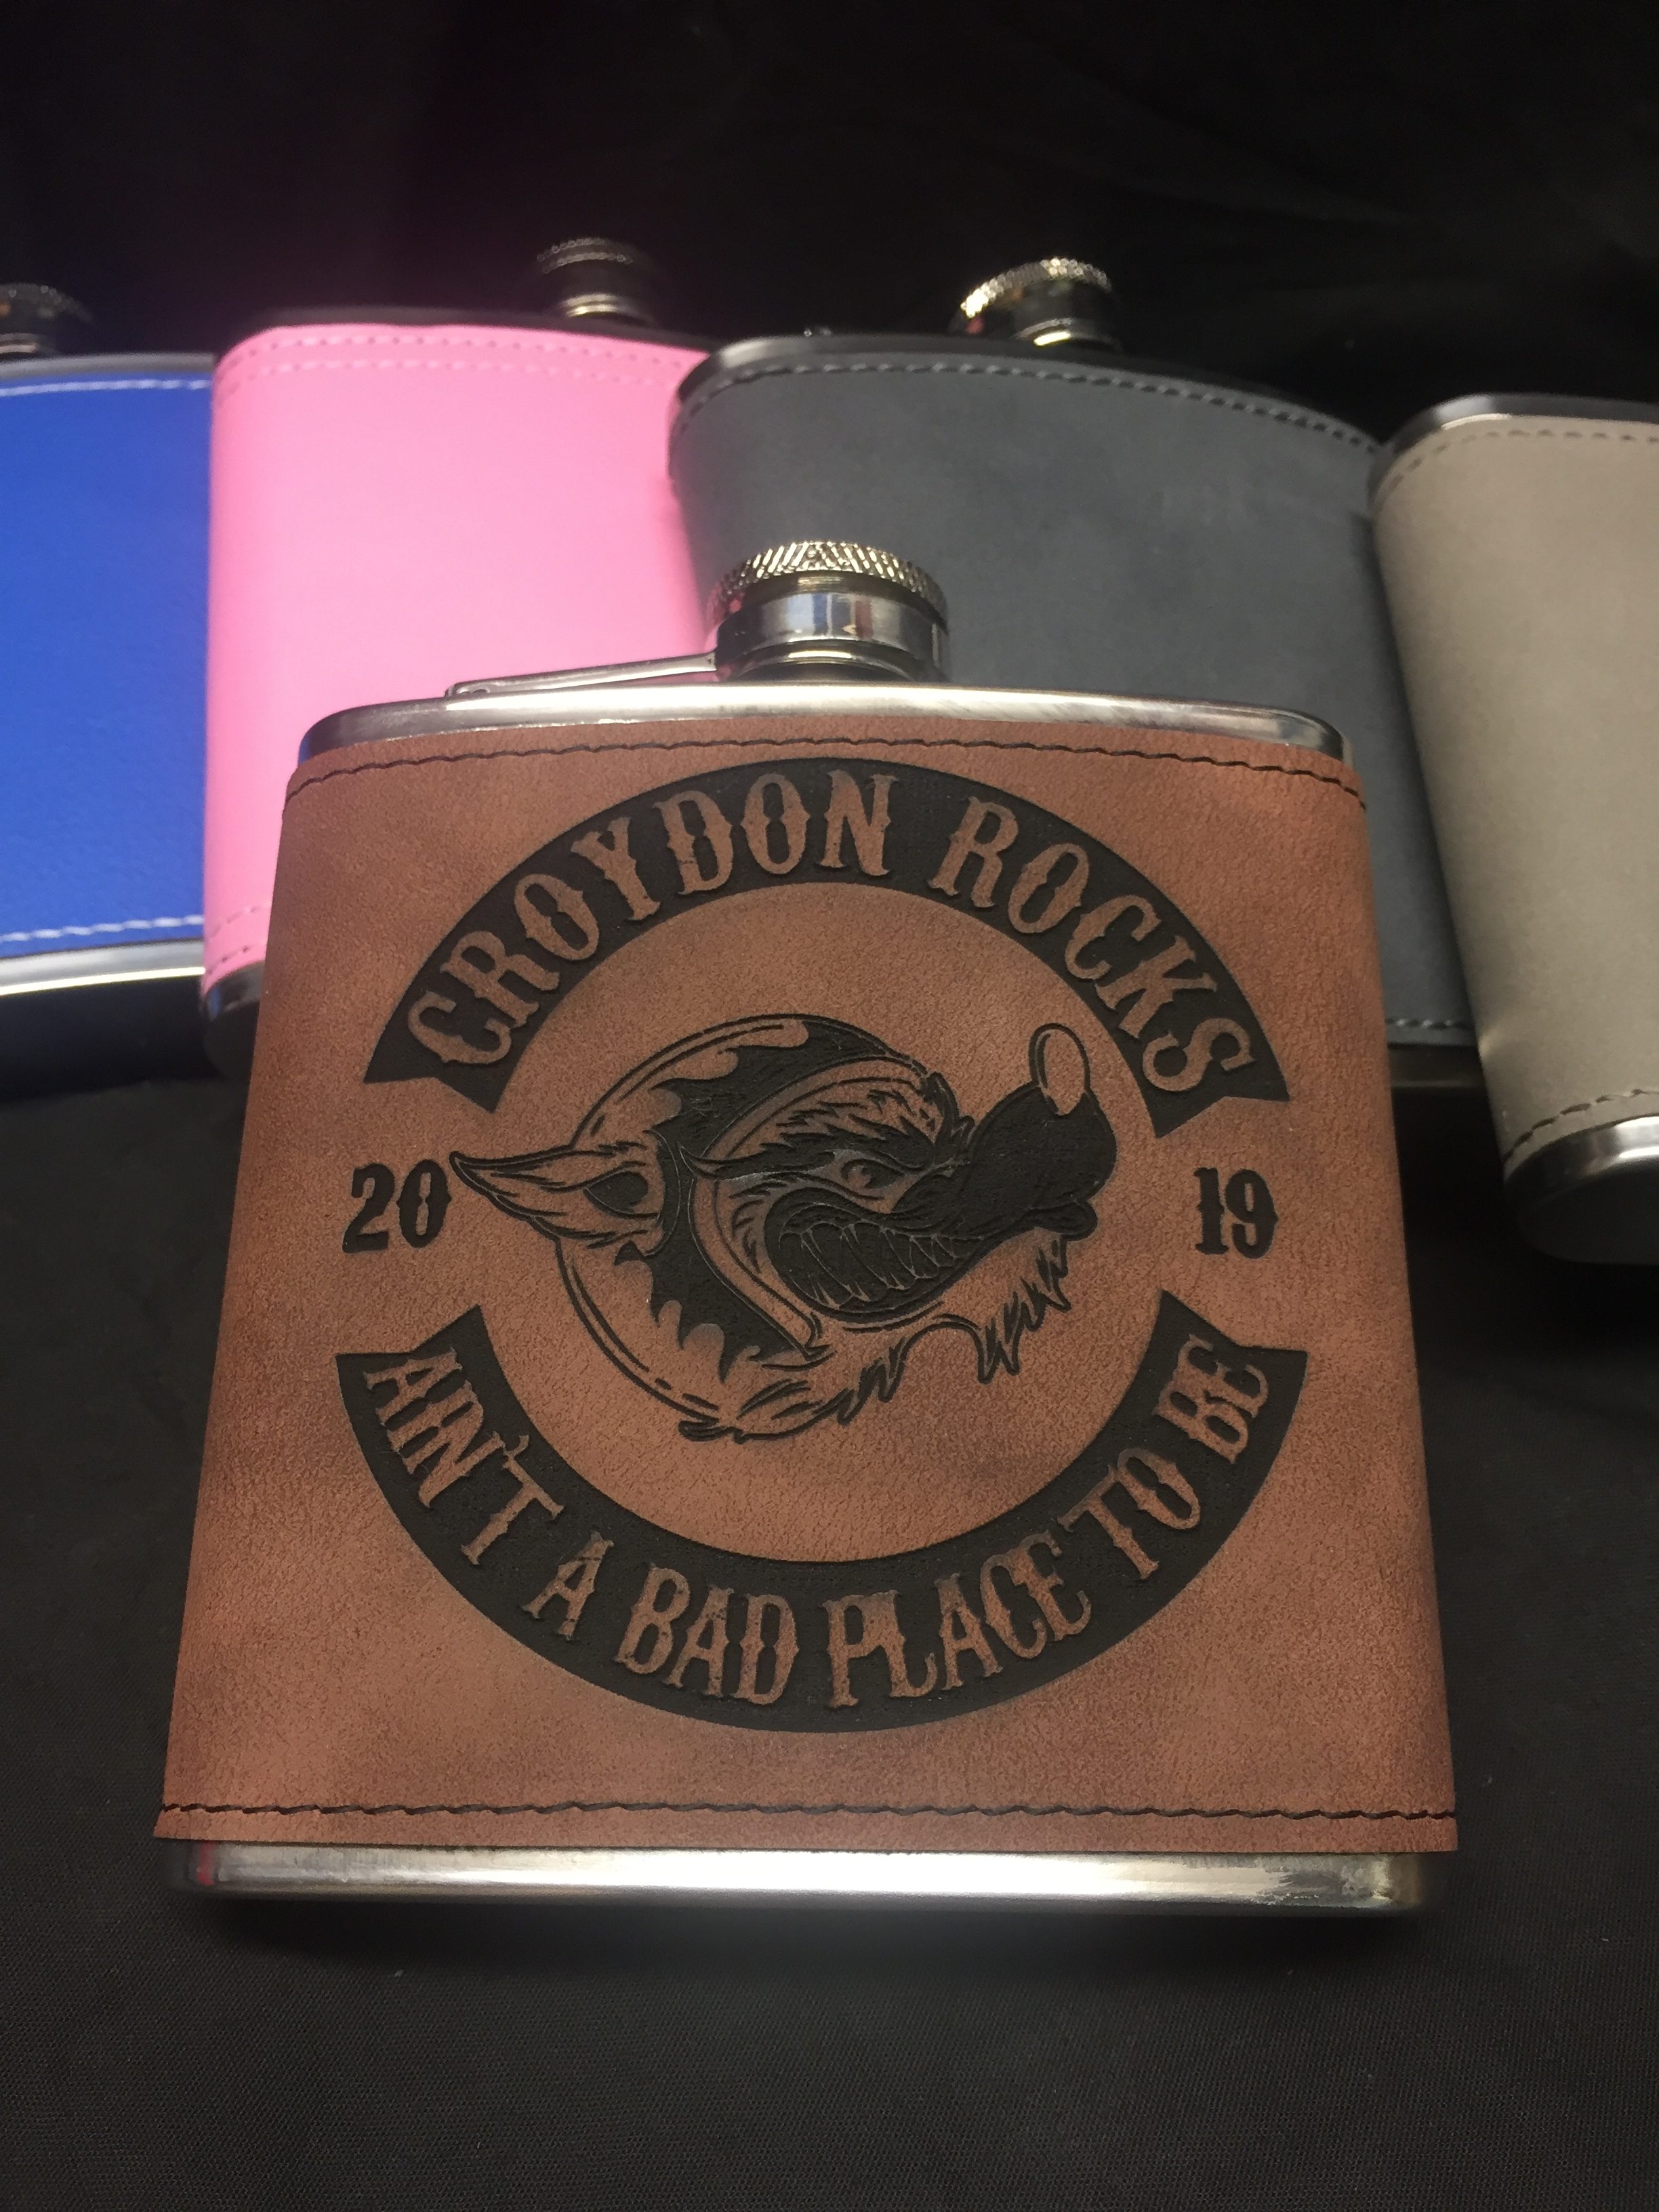 CROYDON ROCKS
20 19
AIN'T A BAD PLACE TO BE